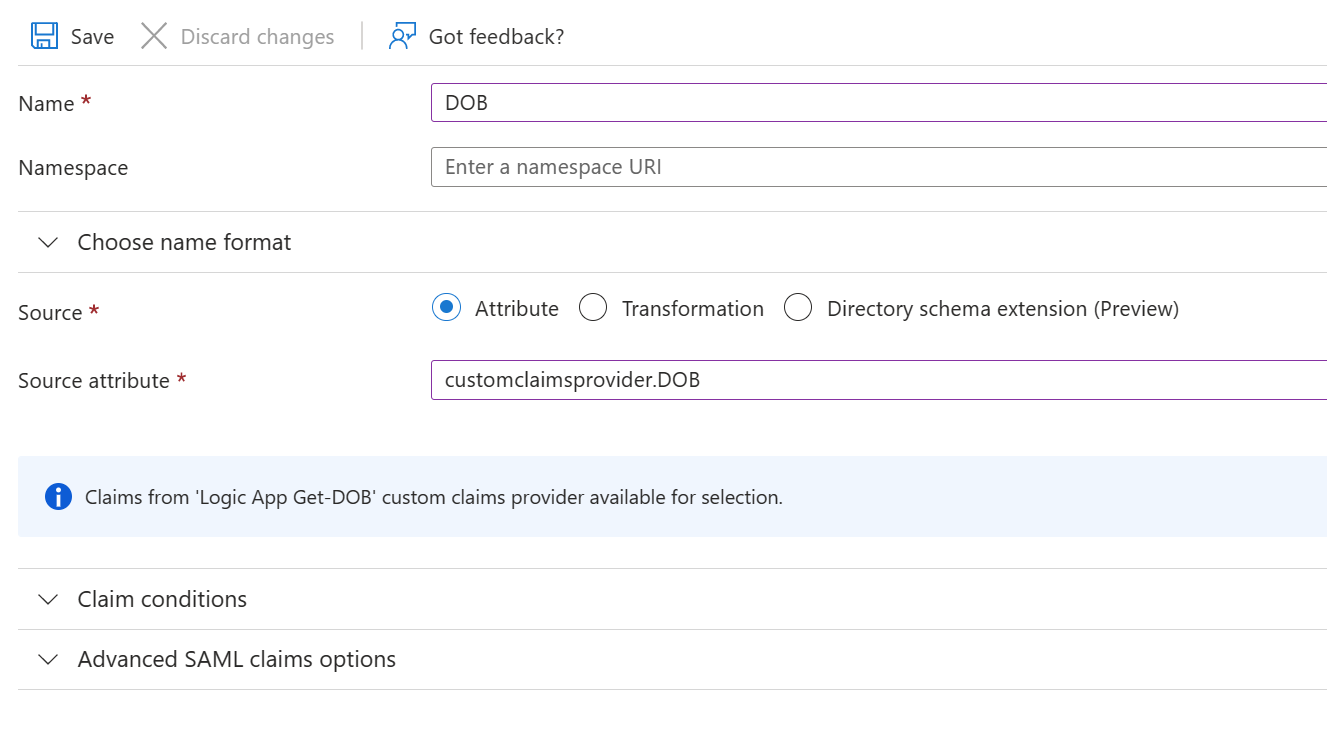 Save Discard changes Got feedback?
Name * DOB
Namespace Enter a namespace URI
Choose name format
Source * Attribute Transformation Directory schema extension (Preview)
Source attribute * customclaimsprovider.DOB
Claims from 'Logic App Get-DOB' custom claims provider available for selection.
Claim conditions
Advanced SAML claims options